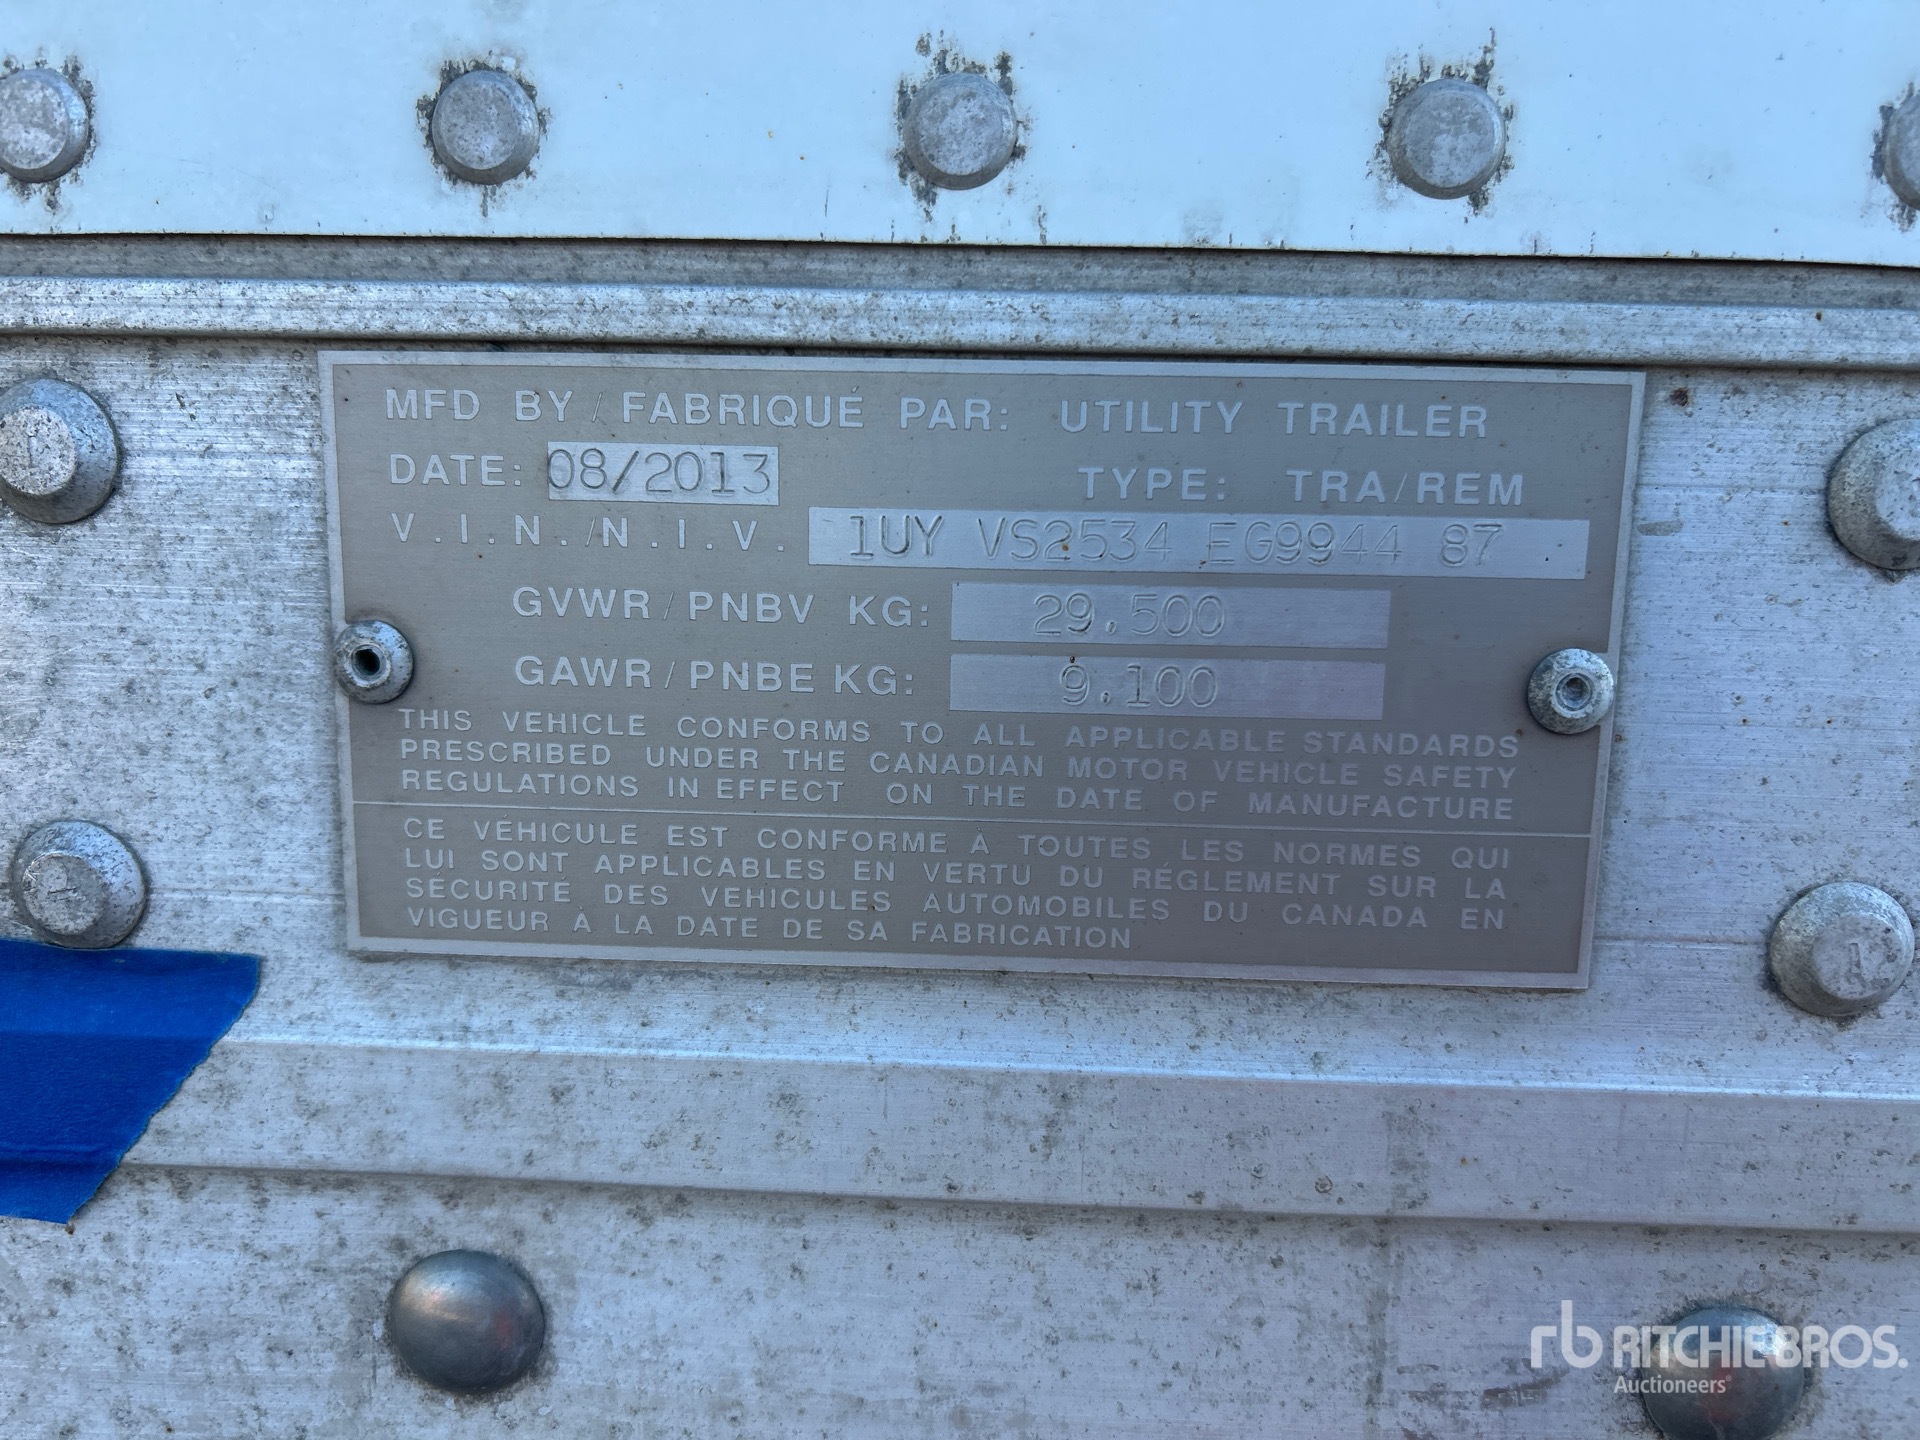 MFD BY / FABRIQUÉ PAR: UTILITY TRAILER
DATE: 08/2013 TYPE: TRA/REM
V.I.N./N.I.V. 1UY VS2534 EG9944 87
GVWR/PNBV KG: 29,500
GAWR/PNBE KG: 9,100
THIS VEHICLE CONFORMS TO ALL APPLICABLE STANDARDS
PRESCRIBED UNDER THE CANADIAN MOTOR VEHICLE SAFETY
REGULATIONS IN EFFECT ON THE DATE OF MANUFACTURE
CE VÉHICULE EST CONFORME À TOUTES LES NORMES QUI
LUI SONT APPLICABLES EN VERTU DU RÉGLEMENT SUR LA
SÉCURITÉ DES VEHICULES AUTOMOBILES DU CANADA EN
VIGUEUR À LA DATE DE SA FABRICATION
rb RITCHIE BROS.
Auctioneers